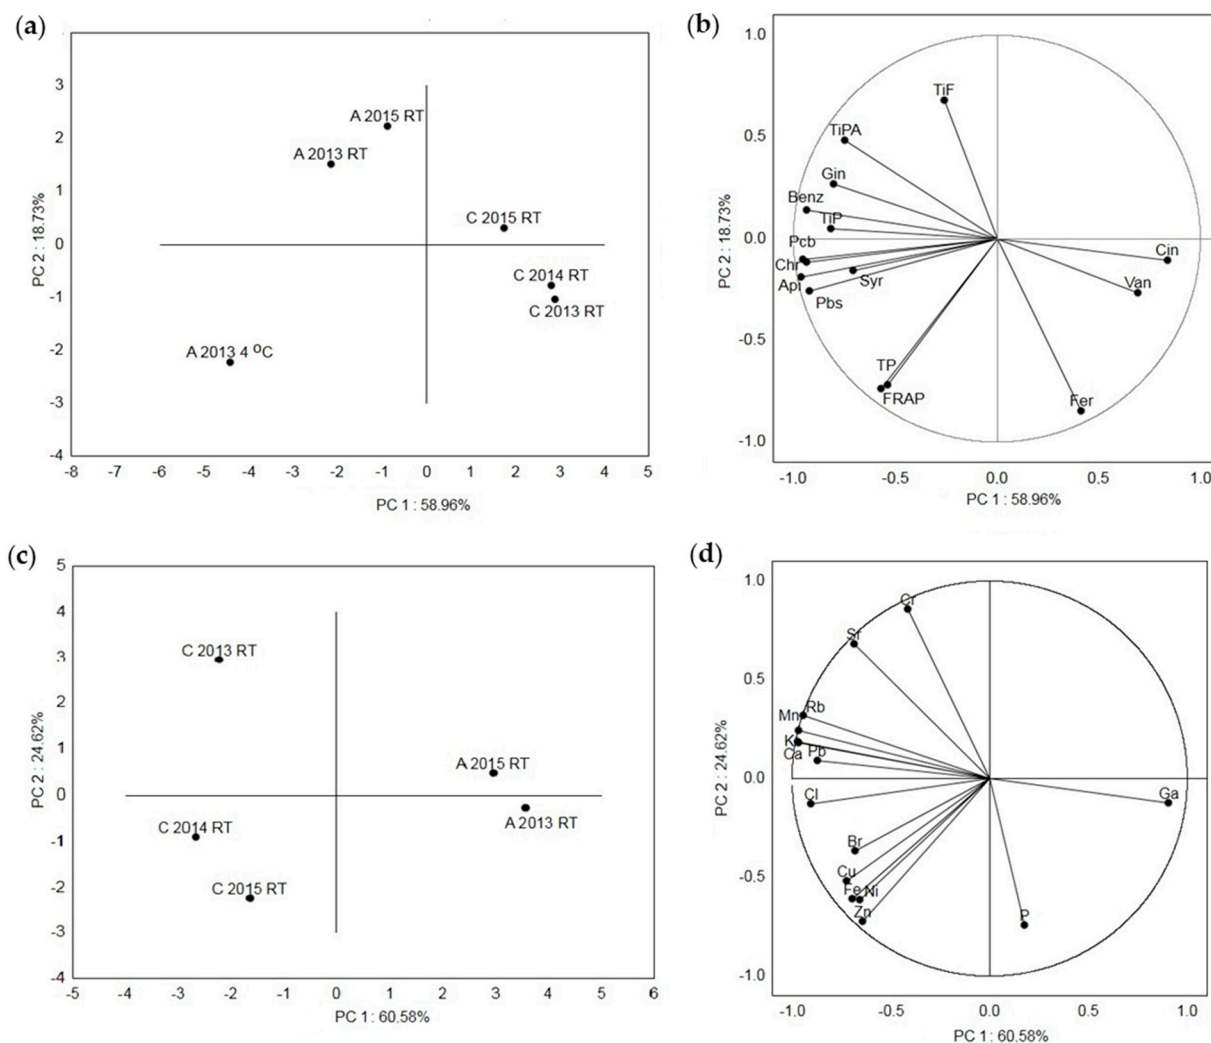 (a)
3
2
1
0
-1
-2
-3
-4
-8 -7 -6 -5 -4 -3 -2 -1 0 1 2 3 4 5
PC 2 : 18.73%
PC 1 : 58.96%
A 2015 RT
A 2013 RT
C 2015 RT
C 2014 RT
C 2013 RT
A 2013 4 °C
(b)
1.0
0.5
0.0
-0.5
-1.0
-1.0 -0.5 0.0 0.5 1.0
PC 2 : 18.73%
PC 1 : 58.96%
TiF
TiPA
Gin
Benz
TiP
Pcb
Chr
Api
Syr
Pbs
TP
FRAP
Cin
Van
Fer
(c)
5
4
3
2
1
0
-1
-2
-3
-4
-5 -4 -3 -2 -1 0 1 2 3 4 5 6
PC 2 : 24.62%
PC 1 : 60.58%
C 2013 RT
A 2015 RT
A 2013 RT
C 2014 RT
C 2015 RT
(d)
1.0
0.5
0.0
-0.5
-1.0
-1.0 -0.5 0.0 0.5 1.0
PC 2 : 24.62%
PC 1 : 60.58%
Cr
Sr
Rb
Mn
K
Ca
Pb
Cl
Br
Cu
Fe
Ni
Zn
P
Ga